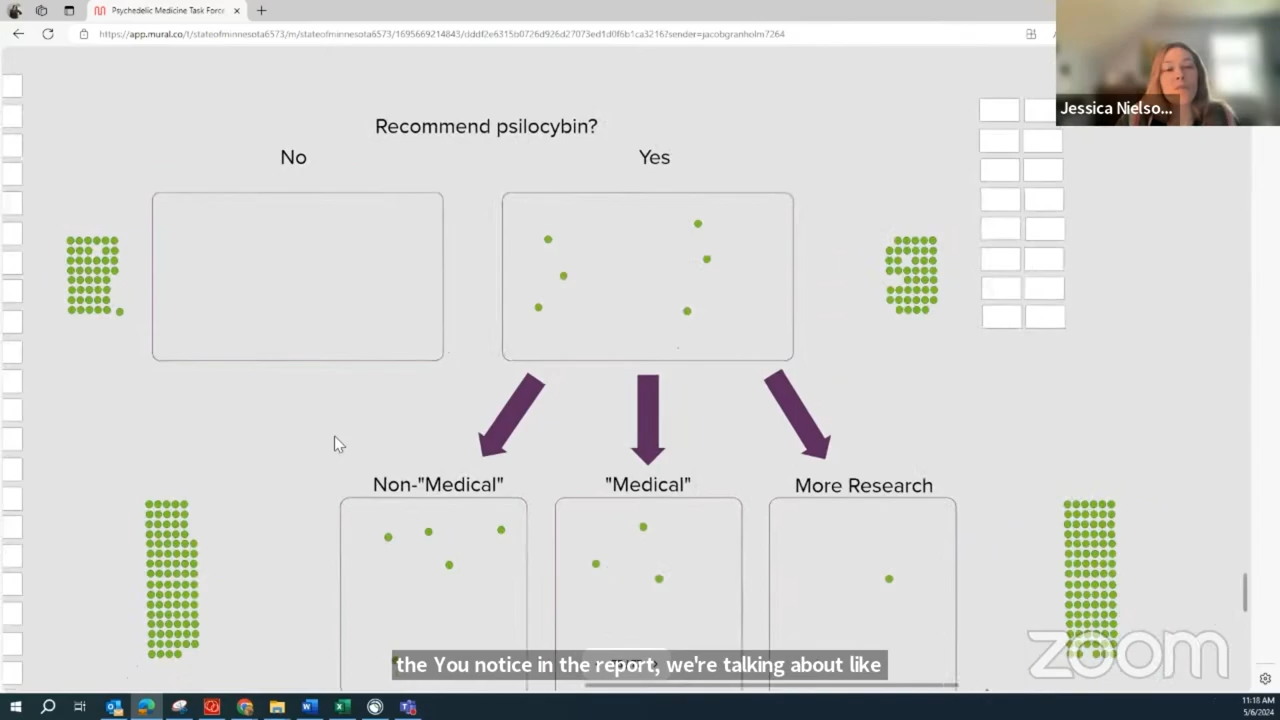 Psychedelic Medicine Task Force
https://app.mural.co/t/stateofminnesota6573/m/stateofminnesota6573/1695669214843/dddf2e6315b0726d926d27073ed1d0f6b1ca3216?sender=jacobgranholm7264
Jessica Nielso...
Recommend psilocybin?
No
Yes
Non-"Medical"
"Medical"
More Research
the You notice in the report, we're talking about like
zoom
11:18 AM
5/6/2024